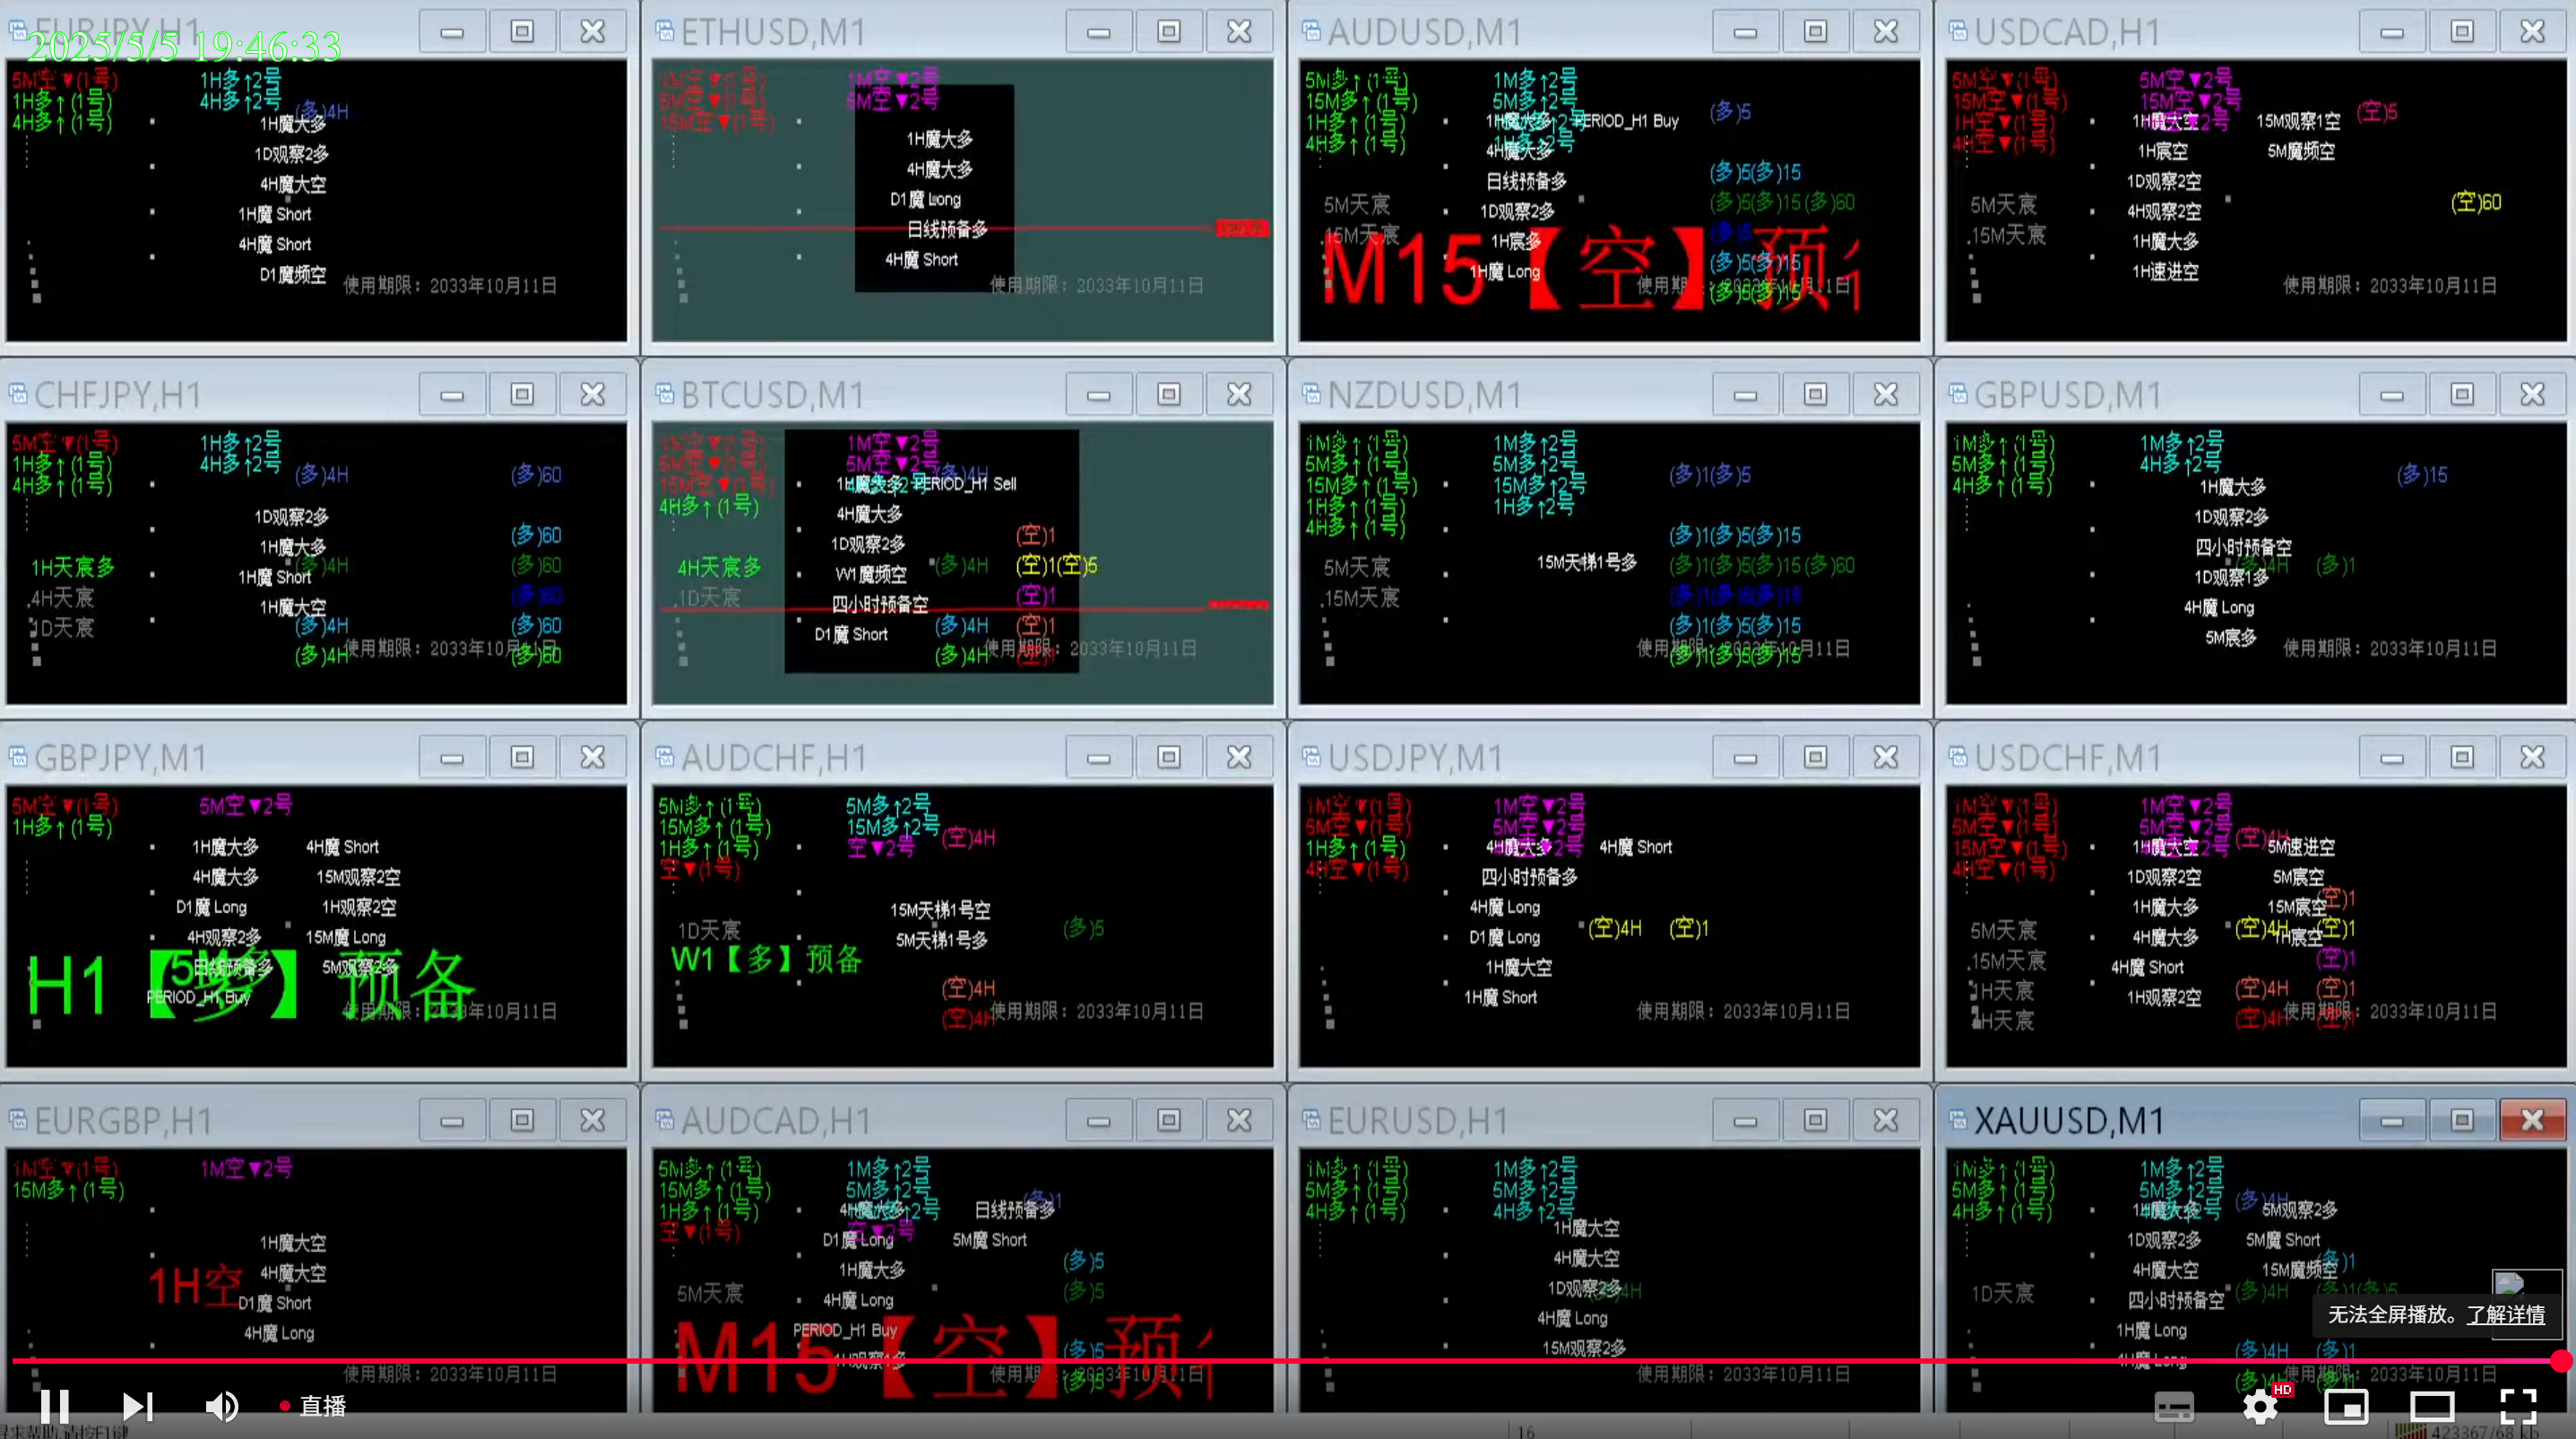 EURJPY,H1
2025/5/5 19:46:33
5M空▼(1号)
1H多↑(1号)
4H多↑(1号)
1H多↑2号
4H多↑2号
(多)4H
1H魔大多
1D观察2多
4H魔大空
1H魔 Short
4H魔 Short
D1魔频空
使用期限：2033年10月11日
ETHUSD,M1
1M空▼(1号)
5M空▼(1号)
15M空▼(1号)
1M空▼2号
5M空▼2号
1H魔大多
4H魔大多
D1魔 Long
日线预备多
4H魔 Short
使用期限：2033年10月11日
AUDUSD,M1
5M多↑(1号)
15M多↑(1号)
1H多↑(1号)
4H多↑(1号)
1M多↑2号
5M多↑2号
1H魔大多 PERIOD_H1 Buy
4H魔大多
日线预备多
1D观察2多
1H宸多
1H魔 Long
(多)5
(多)5(多)15
(多)5(多)15(多)60
(多)5
(多)5(多)15
(多)5(多)15
5M天宸
15M天宸
M15【空】预
USDCAD,H1
5M空▼(1号)
15M空▼(1号)
1H空▼(1号)
4H空▼(1号)
5M空▼2号
15M空▼2号
1H魔大空
15M观察1空
(空)5
1H宸空
5M魔频空
1D观察2空
4H观察2空
(空)60
1H魔大多
1H速进空
5M天宸
15M天宸
使用期限：2033年10月11日
CHFJPY,H1
5M空▼(1号)
1H多↑(1号)
4H多↑(1号)
1H多↑2号
4H多↑2号
(多)4H
(多)60
1D观察2多
(多)60
1H魔大多
(多)4H
(多)60
1H魔 Short
(多)60
1H魔大空
(多)4H
(多)60
(多)4H
(多)60
1H天宸多
4H天宸
1D天宸
使用期限：2033年10月11日
BTCUSD,M1
1M空▼(1号)
5M空▼(1号)
15M空▼(1号)
4H多↑(1号)
1M空▼2号
5M空▼2号
(多)4H
1H魔大多 PERIOD_H1 Sell
4H魔大多
1D观察2多
(空)1
W1魔频空
(多)4H
(空)1(空)5
四小时预备空
(空)1
D1魔 Short
(多)4H
(空)1
(多)4H
4H天宸多
1D天宸
使用期限：2033年10月11日
NZDUSD,M1
1M多↑(1号)
5M多↑(1号)
15M多↑(1号)
1H多↑(1号)
4H多↑(1号)
1M多↑2号
5M多↑2号
15M多↑2号
1H多↑2号
(多)1(多)5
(多)1(多)5(多)15
15M天梯1号多
(多)1(多)5(多)15(多)60
(多)1(多)5(多)15
(多)1(多)5(多)15
(多)1(多)5(多)15
5M天宸
15M天宸
GBPUSD,M1
1M多↑(1号)
5M多↑(1号)
4H多↑(1号)
1M多↑2号
4H多↑2号
(多)15
1H魔大多
1D观察2多
四小时预备空
(多)4H
(多)1
1D观察1多
4H魔 Long
5M宸多
使用期限：2033年10月11日
GBPJPY,M1
5M空▼(1号)
1H多↑(1号)
5M空▼2号
1H魔大多
4H魔 Short
4H魔大多
15M观察2空
D1魔 Long
1H观察2空
4H观察2多
15M魔 Long
日线预备多
5M观察2多
PERIOD_H1 Buy
H1【多】预备
使用期限：2033年10月11日
AUDCHF,H1
5M多↑(1号)
15M多↑(1号)
1H多↑(1号)
空▼(1号)
5M多↑2号
15M多↑2号
空▼2号
(空)4H
15M天梯1号空
5M天梯1号多
(多)5
1D天宸
W1【多】预备
(空)4H
(空)4H
使用期限：2033年10月11日
USDJPY,M1
1M空▼(1号)
5M空▼(1号)
1H多↑(1号)
4H空▼(1号)
1M空▼2号
5M空▼2号
4H魔大多
4H魔 Short
四小时预备多
4H魔 Long
(空)4H
(空)1
D1魔 Long
1H魔大空
1H魔 Short
使用期限：2033年10月11日
USDCHF,M1
1M空▼(1号)
5M空▼(1号)
15M空▼(1号)
4H空▼(1号)
1M空▼2号
5M空▼2号
(空)4H
1H魔大空
5M速进空
1D观察2空
5M宸空
(空)1
1H魔大多
15M宸空
4H魔大多
(空)4H
1H宸空
(空)1
(空)1
4H魔 Short
(空)4H
(空)1
1H观察2空
(空)4H
5M天宸
15M天宸
1H天宸
4H天宸
使用期限：2033年10月11日
EURGBP,H1
1M空▼(1号)
15M多↑(1号)
1M空▼2号
1H魔大空
4H魔大空
1H空
D1魔 Short
4H魔 Long
使用期限：2033年10月11日
AUDCAD,H1
5M多↑(1号)
15M多↑(1号)
1H多↑(1号)
空▼(1号)
1M多↑2号
5M多↑2号
空▼2号
(多)1
4H魔大多
日线预备多
D1魔 Long
5M魔 Short
1H魔大多
(多)5
4H魔 Long
(多)5
PERIOD_H1 Buy
(多)5
(多)5
5M天宸
M15【空】预
使用期限：2033年10月11日
EURUSD,H1
1M多↑(1号)
5M多↑(1号)
4H多↑(1号)
1M多↑2号
5M多↑2号
4H多↑2号
1H魔大空
4H魔大空
1D观察2多
4H魔 Long
15M观察2多
使用期限：2033年10月11日
XAUUSD,M1
1M多↑(1号)
5M多↑(1号)
4H多↑(1号)
1M多↑2号
5M多↑2号
(多)4H
1H魔大多
5M观察2多
1D观察2多
5M魔 Short
4H魔大空
15M魔频空
(多)1
四小时预备空
(多)4H
1H魔 Long
(多)4H
(多)1
1D天宸
使用期限：2033年10月11日
无法全屏播放。了解详情
直播
HD
寻求帮助,请按F1键
16
423367/68 kb